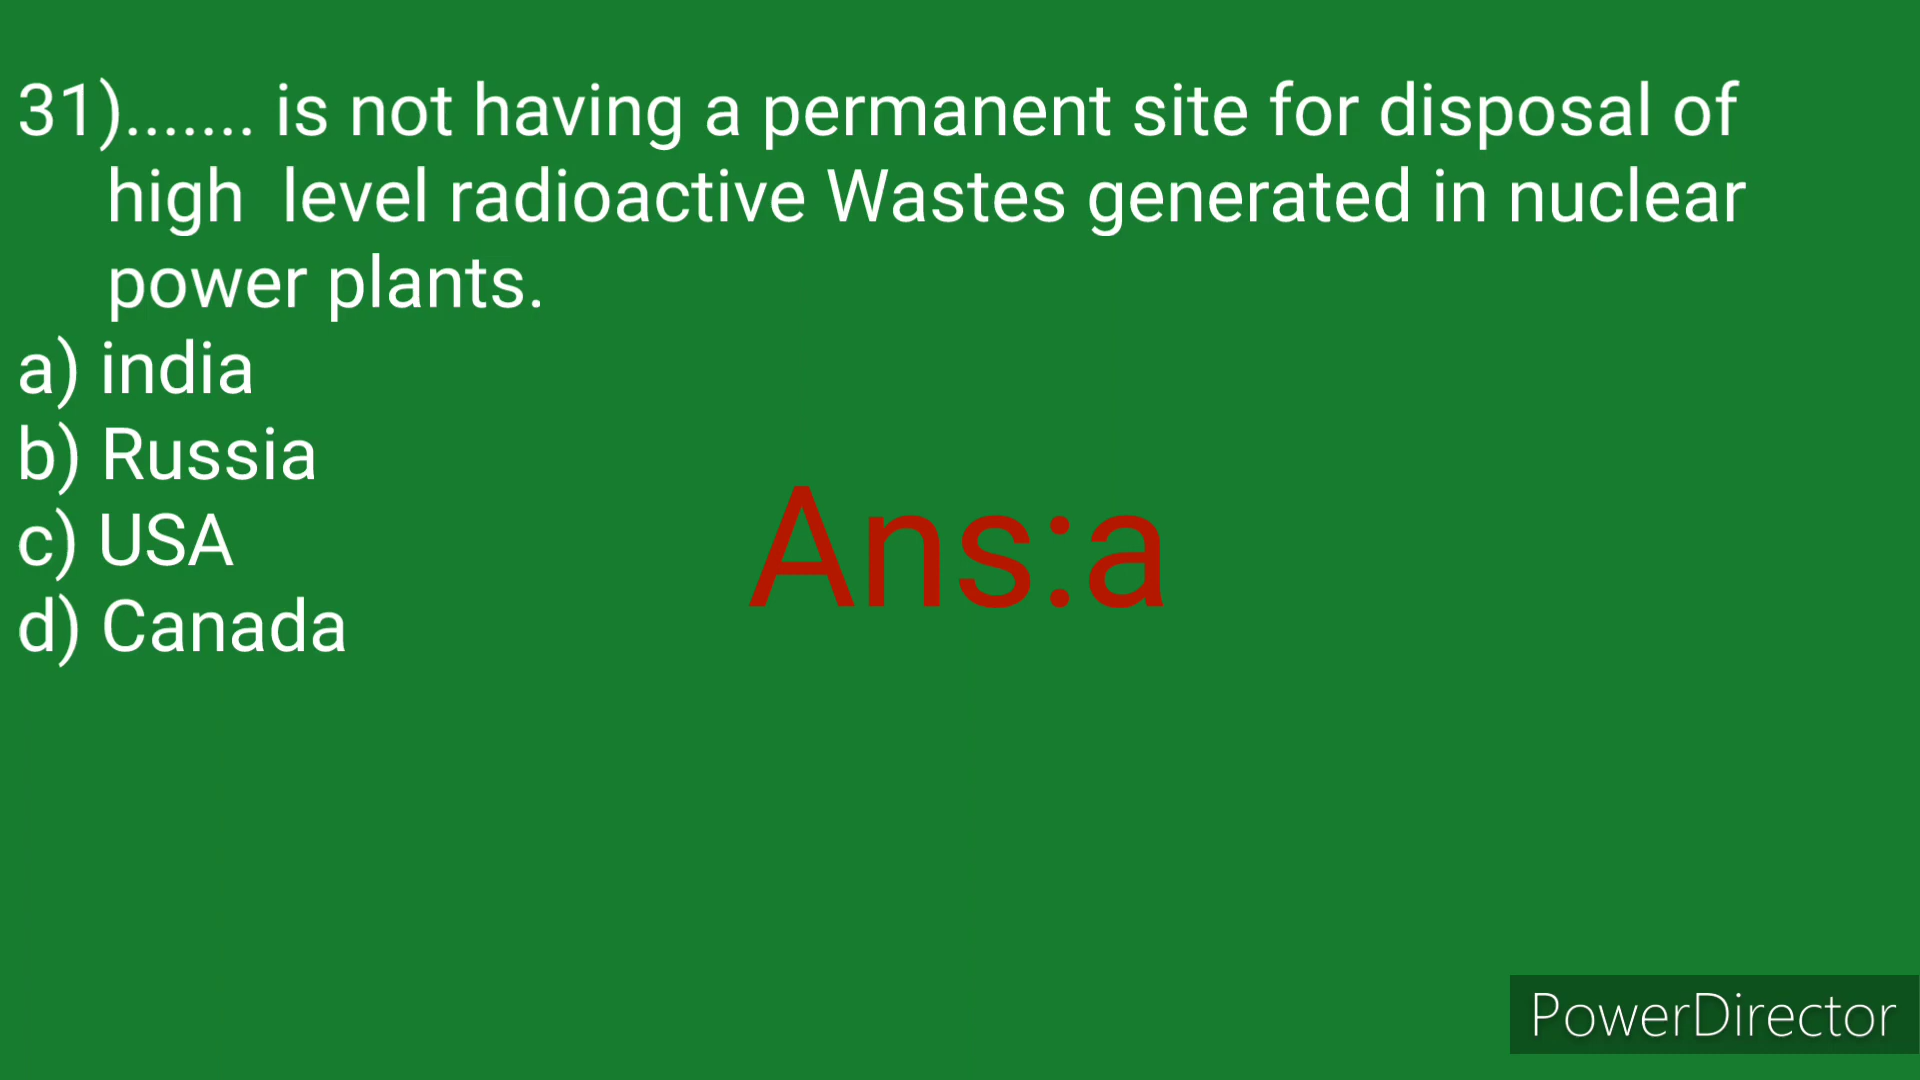 31)....... is not having a permanent site for disposal of
high  level radioactive Wastes generated in nuclear
power plants.
a) india
b) Russia
c) USA
d) Canada
Ans:a
PowerDirector